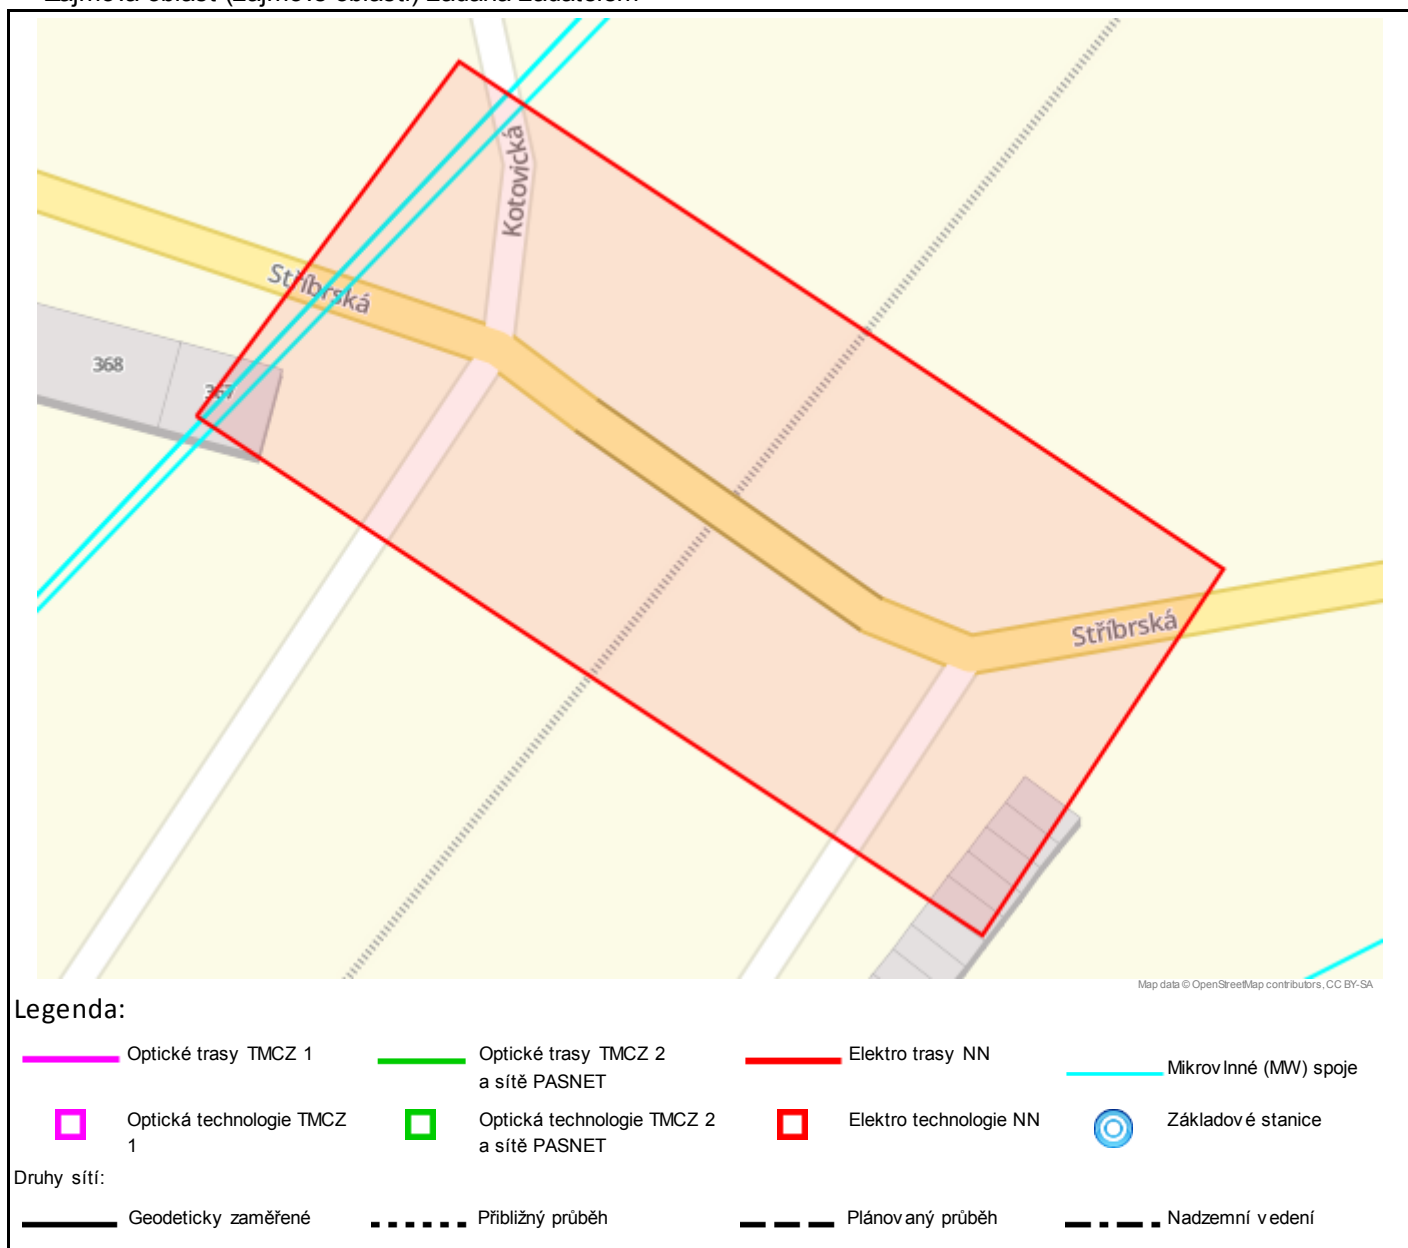 Kotovická
Stříbrská
368
367
Stříbrská
Map data © OpenStreetMap contributors, CC BY-SA
Legenda:
Optické trasy TMCZ 1
Optické trasy TMCZ 2
a sítě PASNET
Elektro trasy NN
Mikrovlnné (MW) spoje
Optická technologie TMCZ
1
Optická technologie TMCZ 2
a sítě PASNET
Elektro technologie NN
Základové stanice
Druhy sítí:
Geodeticky zaměřené
Přibližný průběh
Plánovaný průběh
Nadzemní vedení